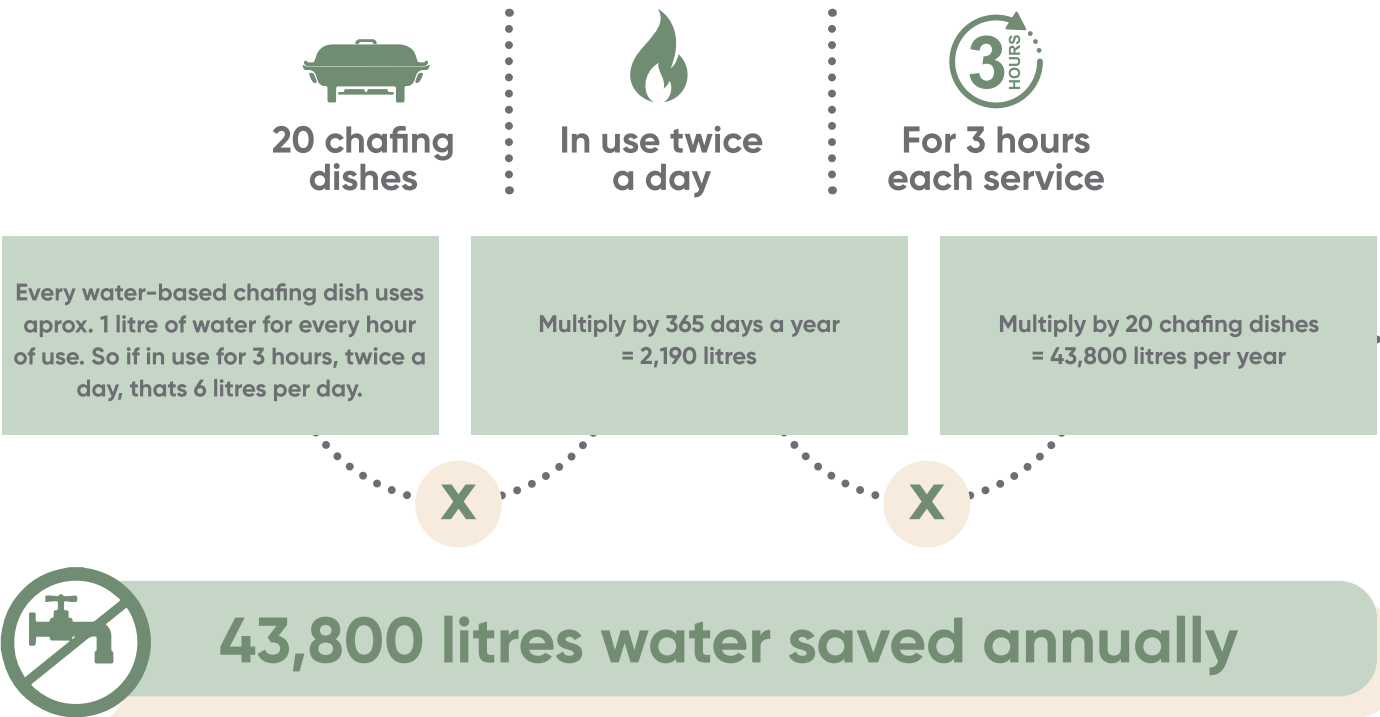 3 HOURS
20 chafing
dishes
In use twice
a day
For 3 hours
each service
Every water-based chafing dish uses
aprox. 1 litre of water for every hour
of use. So if in use for 3 hours, twice a
day, thats 6 litres per day.
Multiply by 365 days a year
= 2,190 litres
Multiply by 20 chafing dishes
= 43,800 litres per year
X
X
43,800 litres water saved annually